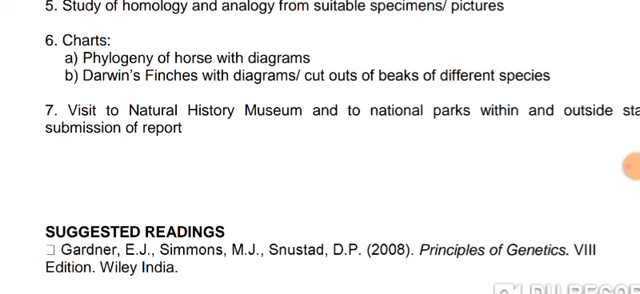 5. Study of homology and analogy from suitable specimens/ pictures
6. Charts:
a) Phylogeny of horse with diagrams
b) Darwin's Finches with diagrams/ cut outs of beaks of different species
7. Visit to Natural History Museum and to national parks within and outside
submission of report
SUGGESTED READINGS
Gardner, E.J., Simmons, M.J., Snustad, D.P. (2008). Principles of Genetics. VIII
Edition. Wiley India.